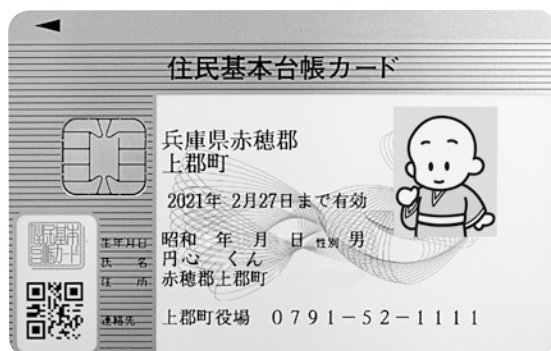 住民基本台帳カード
兵庫県赤穂郡
上郡町
2021年 2月27日まで有効
生年月日 昭和 年 月 日 性別 男
氏 名 円心 くん
住 所 赤穂郡上郡町
連絡先 上郡町役場 0791-52-1111
住民基本
台帳カード